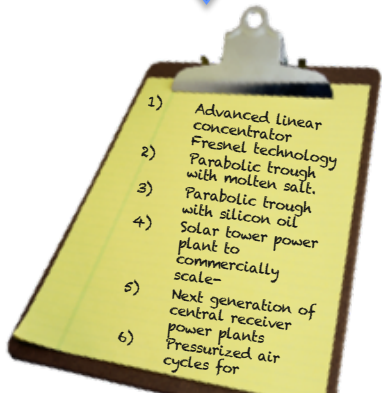 1) Advanced linear
concentrator
Fresnel technology
2) Parabolic trough
with molten salt.
3) Parabolic trough
with silicon oil
4) Solar tower power
plant to
commercially
scale-
5) Next generation of
central receiver
power plants
6) Pressurized air
cycles for